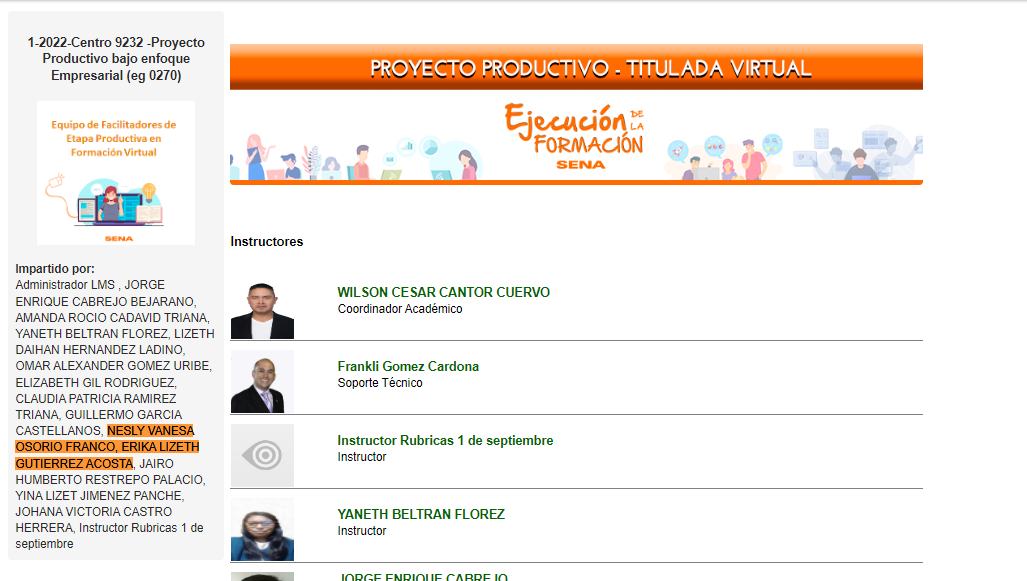 1-2022-Centro 9232 -Proyecto
Productivo bajo enfoque
Empresarial (eg 0270)
Equipo de Facilitadores de
Etapa Productiva en
Formación Virtual
SENA
Impartido por:
Administrador LMS , JORGE
ENRIQUE CABREJO BEJARANO,
AMANDA ROCIO CADAVID TRIANA,
YANETH BELTRAN FLOREZ, LIZETH
DAIHAN HERNANDEZ LADINO,
OMAR ALEXANDER GOMEZ URIBE,
ELIZABETH GIL RODRIGUEZ,
CLAUDIA PATRICIA RAMIREZ
TRIANA, GUILLERMO GARCIA
CASTELLANOS, NESLY VANESA
OSORIO FRANCO, ERIKA LIZETH
GUTIERREZ ACOSTA, JAIRO
HUMBERTO RESTREPO PALACIO,
YINA LIZET JIMENEZ PANCHE,
JOHANA VICTORIA CASTRO
HERRERA, Instructor Rubricas 1 de
septiembre
PROYECTO PRODUCTIVO - TITULADA VIRTUAL
Ejecución DE LA
FORMACIÓN
SENA
Instructores
WILSON CESAR CANTOR CUERVO
Coordinador Académico
Frankli Gomez Cardona
Soporte Técnico
Instructor Rubricas 1 de septiembre
Instructor
YANETH BELTRAN FLOREZ
Instructor
JORGE ENRIQUE CABREJO